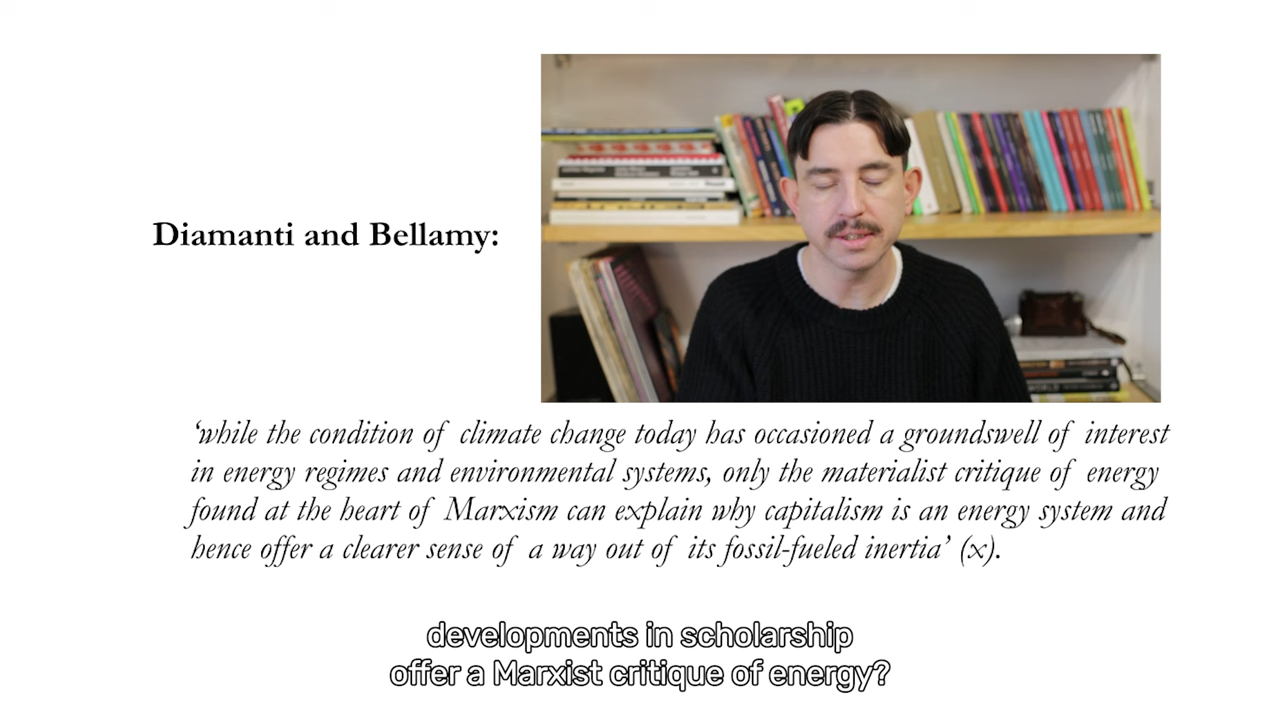 Diamanti and Bellamy:
‘while the condition of climate change today has occasioned a groundswell of interest
in energy regimes and environmental systems, only the materialist critique of energy
found at the heart of Marxism can explain why capitalism is an energy system and
hence offer a clearer sense of a way out of its fossil-fueled inertia’ (x).
developments in scholarship
offer a Marxist critique of energy?